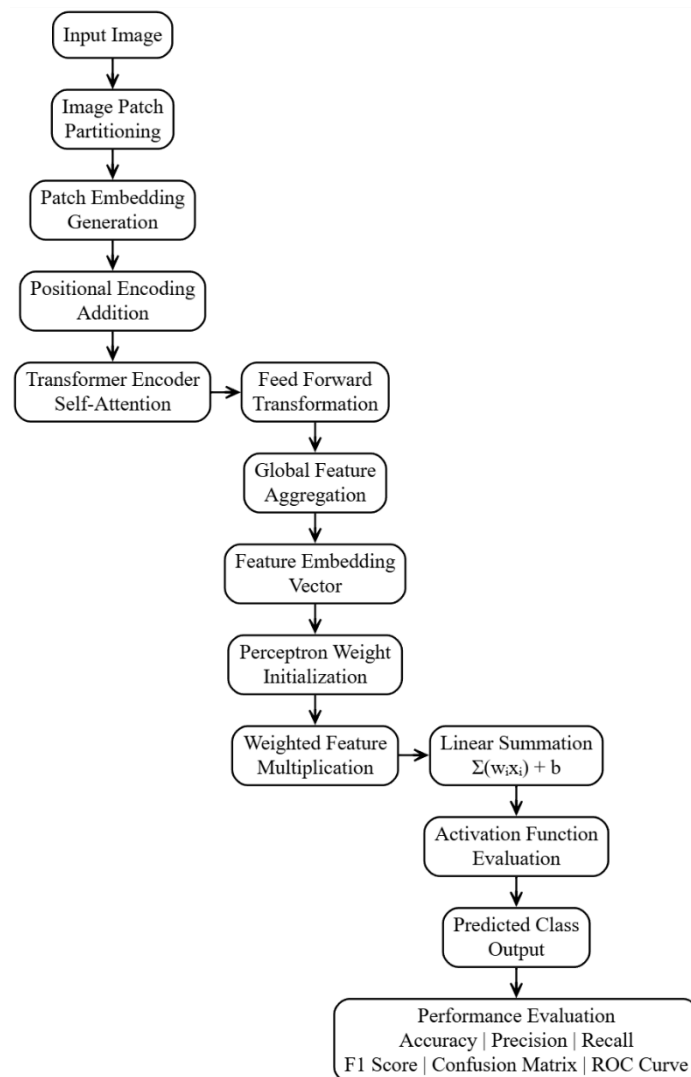 Input Image
Image Patch
Partitioning
Patch Embedding
Generation
Positional Encoding
Addition
Transformer Encoder
Self-Attention
Feed Forward
Transformation
Global Feature
Aggregation
Feature Embedding
Vector
Perceptron Weight
Initialization
Weighted Feature
Multiplication
Linear Summation
Σ(wᵢxᵢ) + b
Activation Function
Evaluation
Predicted Class
Output
Performance Evaluation
Accuracy | Precision | Recall
F1 Score | Confusion Matrix | ROC Curve